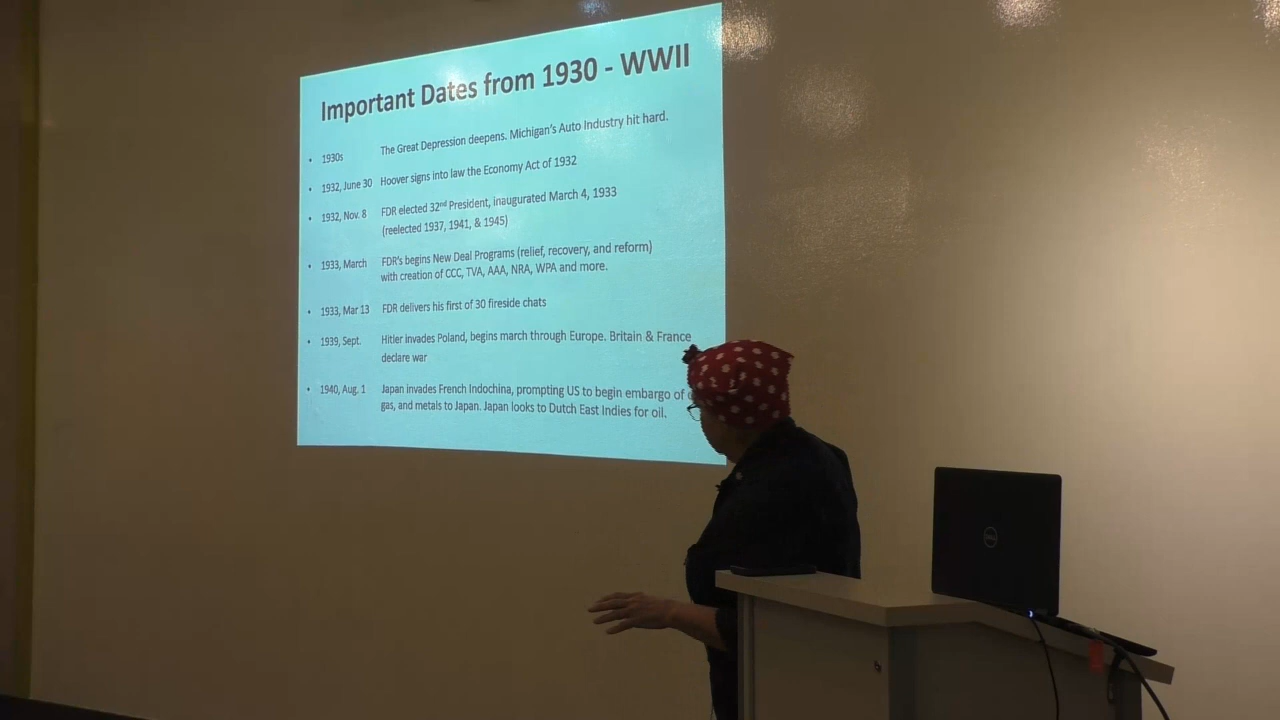 Important Dates from 1930 - WWII
• 1930s The Great Depression deepens. Michigan's Auto Industry hit hard.
• 1932, June 30 Hoover signs into law the Economy Act of 1932
• 1932, Nov. 8 FDR elected 32nd President, inaugurated March 4, 1933
(reelected 1937, 1941, & 1945)
• 1933, March FDR's begins New Deal Programs (relief, recovery, and reform)
with creation of CCC, TVA, AAA, NRA, WPA and more.
• 1933, Mar 13 FDR delivers his first of 30 fireside chats
• 1939, Sept. Hitler invades Poland, begins march through Europe. Britain & France
declare war
• 1940, Aug. 1 Japan invades French Indochina, prompting US to begin embargo of
gas, and metals to Japan. Japan looks to Dutch East Indies for oil.
DELL